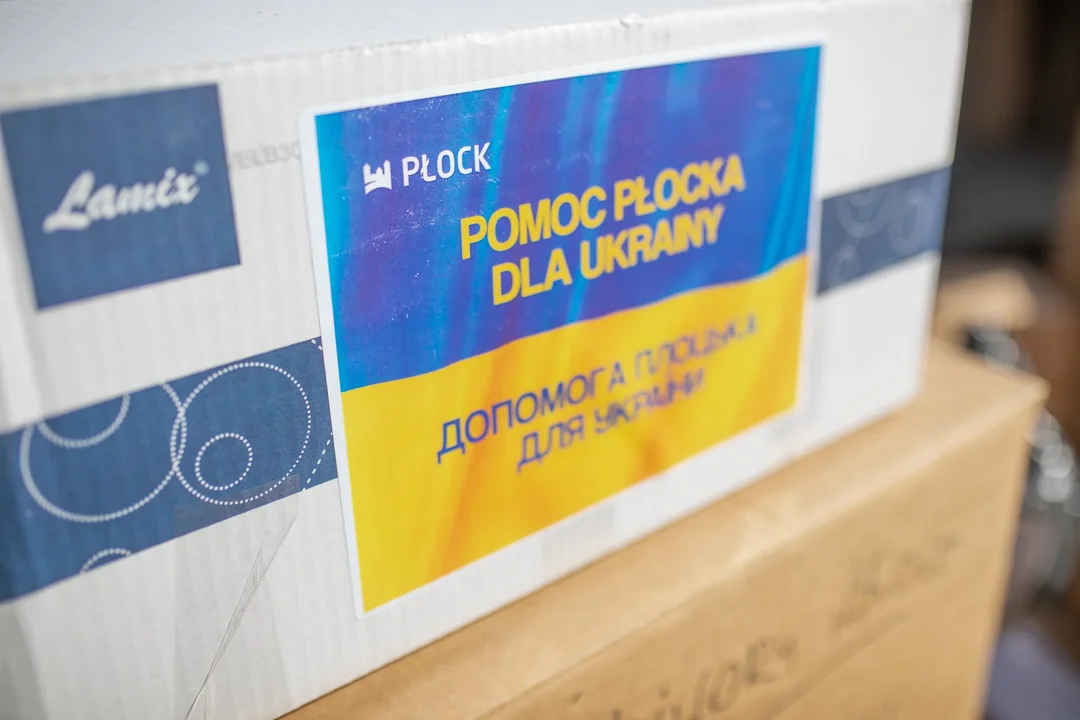 Lamix
PŁOCK
POMOC PŁOCKA
DLA UKRAINY
ДОПОМОГА ПЛОЦЬКА
ДЛЯ УКРАЇНИ